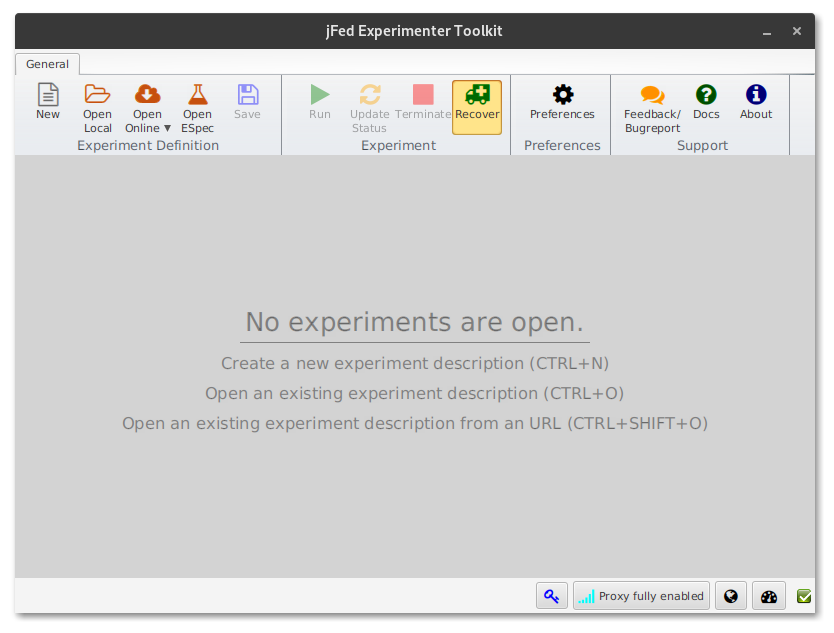 jFed Experimenter Toolkit
General
New
Open Local
Open Online ▼
Open ESpec
Save
Run
Update Status
Terminate
Recover
Preferences
Feedback/ Bugreport
Docs
About
Experiment Definition
Experiment
Preferences
Support
No experiments are open.
Create a new experiment description (CTRL+N)
Open an existing experiment description (CTRL+O)
Open an existing experiment description from an URL (CTRL+SHIFT+O)
Proxy fully enabled